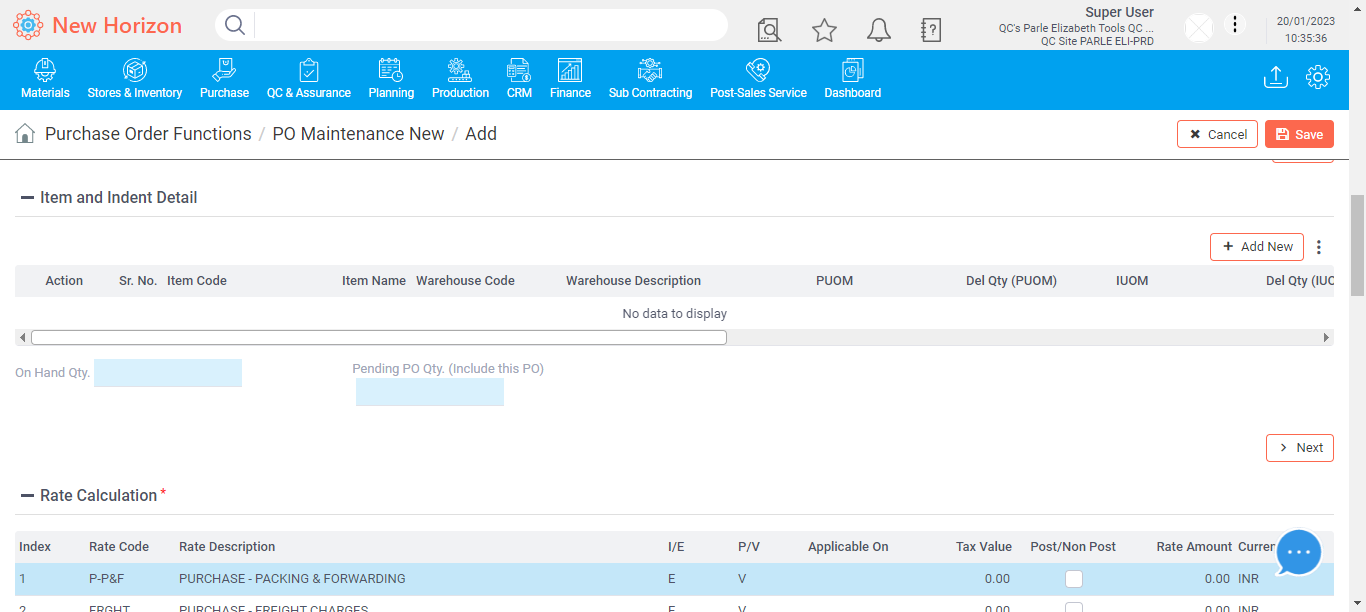 New Horizon
Super User
QC's Parle Elizabeth Tools QC ...
QC Site PARLE ELI-PRD
20/01/2023
10:35:36
Materials Stores & Inventory Purchase QC & Assurance Planning Production CRM Finance Sub Contracting Post-Sales Service Dashboard
Purchase Order Functions / PO Maintenance New / Add
Cancel Save
Item and Indent Detail
+ Add New
Action Sr. No. Item Code Item Name Warehouse Code Warehouse Description PUOM Del Qty (PUOM) IUOM Del Qty (IUO
No data to display
On Hand Qty.
Pending PO Qty. (Include this PO)
> Next
Rate Calculation *
Index Rate Code Rate Description I/E P/V Applicable On Tax Value Post/Non Post Rate Amount Curren
1 P-P&F PURCHASE - PACKING & FORWARDING E V 0.00 0.00 INR
2 FRGHT PURCHASE - FREIGHT CHARGES E V 0.00 0.00 INR